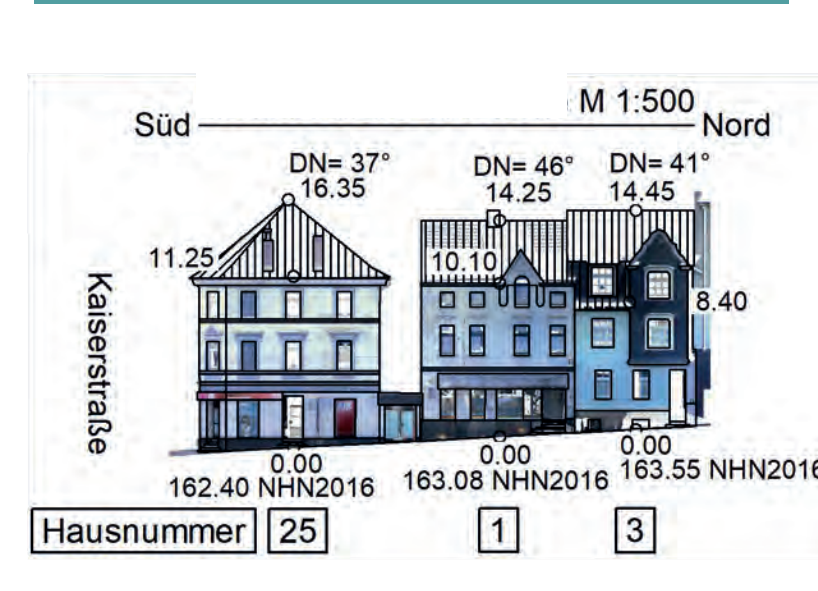 M 1:500
Süd
Nord
DN= 37°
16.35
DN= 46°
14.25
DN= 41°
14.45
11.25
10.10
8.40
Kaiserstraße
0.00
162.40 NHN2016
0.00
163.08 NHN2016
0.00
163.55 NHN2016
Hausnummer 25 1 3